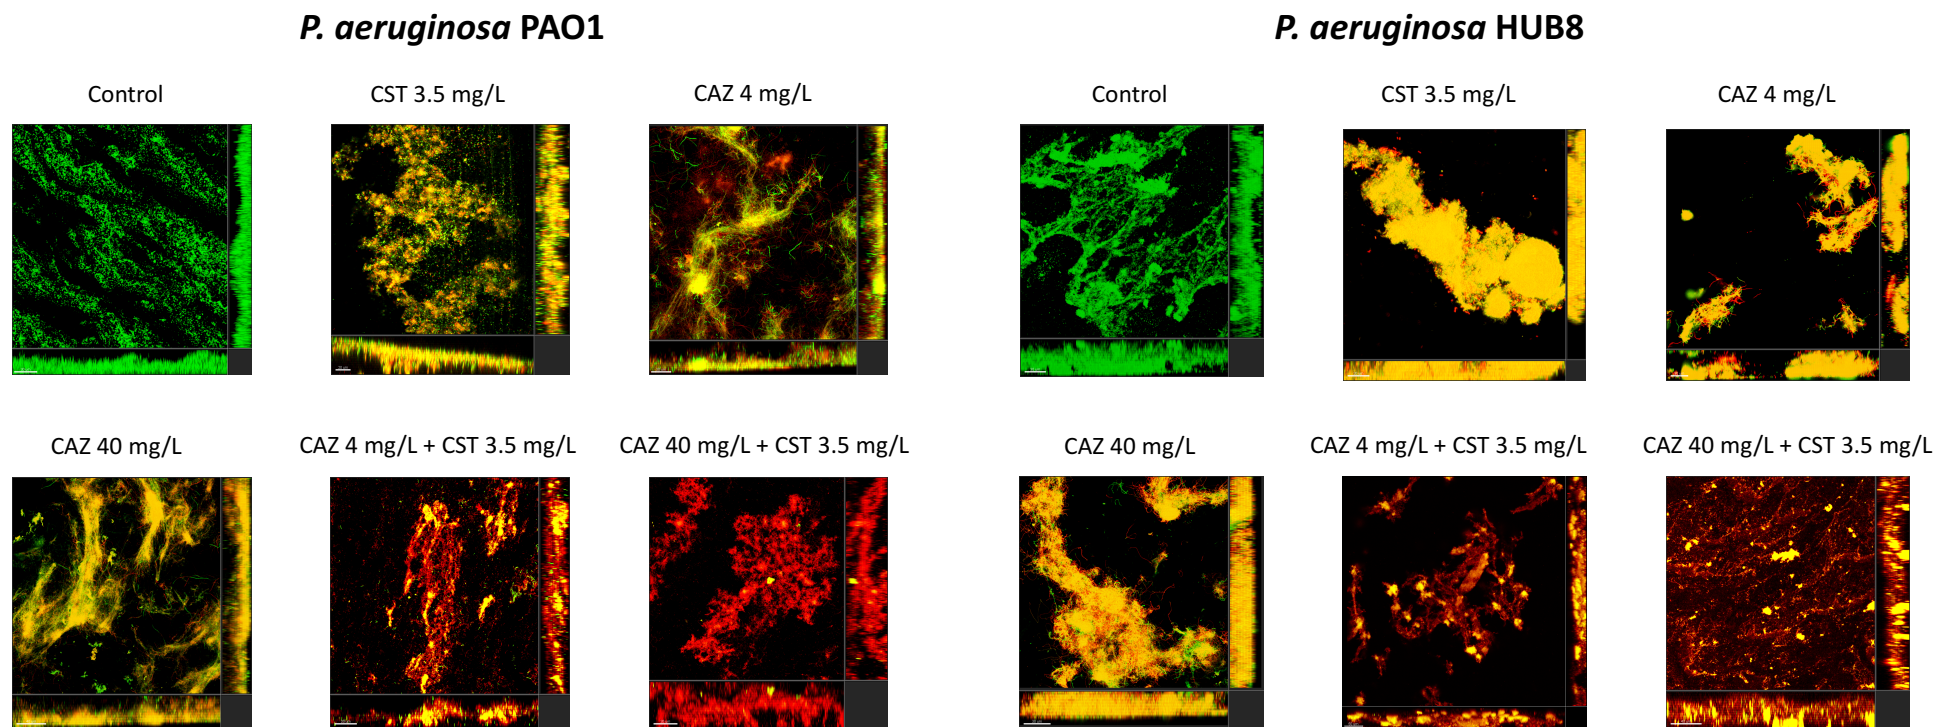 P. aeruginosa PAO1
P. aeruginosa HUB8
Control
CST 3.5 mg/L
CAZ 4 mg/L
Control
CST 3.5 mg/L
CAZ 4 mg/L
CAZ 40 mg/L
CAZ 4 mg/L + CST 3.5 mg/L
CAZ 40 mg/L + CST 3.5 mg/L
CAZ 40 mg/L
CAZ 4 mg/L + CST 3.5 mg/L
CAZ 40 mg/L + CST 3.5 mg/L